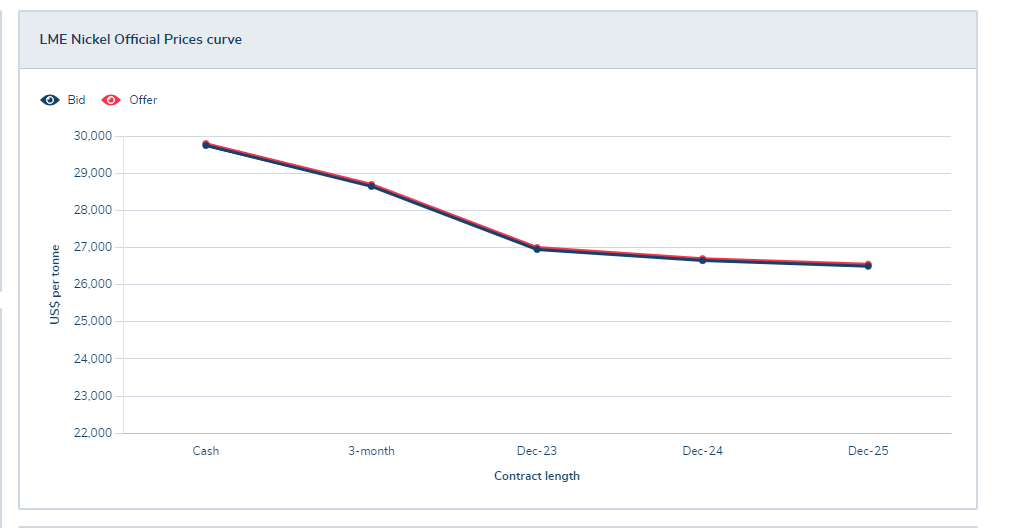 LME Nickel Official Prices curve
Bid Offer
30,000
29,000
28,000
27,000
26,000
25,000
24,000
23,000
22,000
US$ per tonne
Cash 3-month Dec-23 Dec-24 Dec-25
Contract length